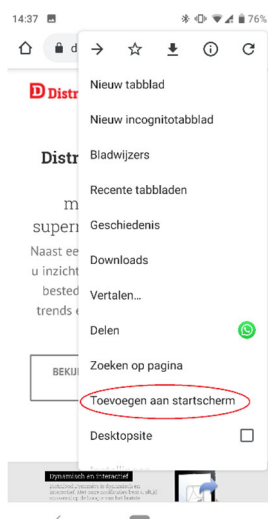 14:37
76%
d
Nieuw tabblad
D Distr
Nieuw incognitotabblad
Distr
Bladwijzers
Recente tabbladen
m
superr
Geschiedenis
Naast ee
Downloads
u inzicht
bested
Vertalen...
trends e
Delen
Zoeken op pagina
BEKIJ
Toevoegen aan startscherm
Desktopsite
Dynamisch en interactief